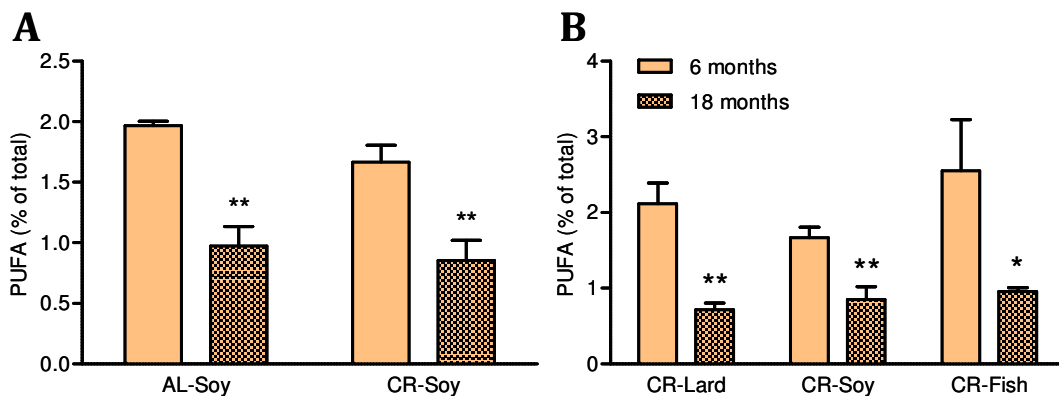 A
PUFA (% of total)
2.5
2.0
1.5
1.0
0.5
0.0
**
**
AL-Soy
CR-Soy
B
PUFA (% of total)
4
3
2
1
0
6 months
18 months
**
**
*
CR-Lard
CR-Soy
CR-Fish